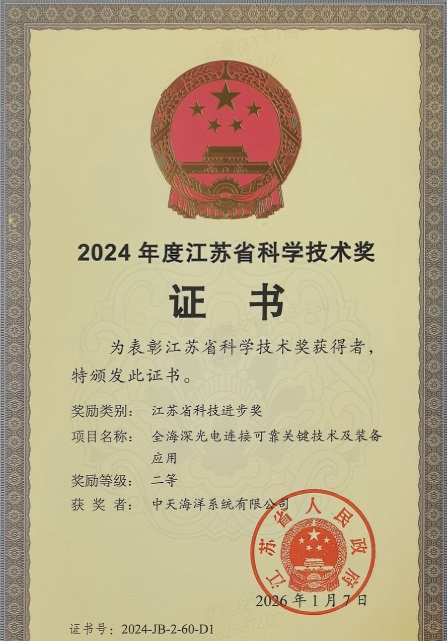 2024 年度江苏省科学技术奖
证 书
为表彰江苏省科学技术奖获得者，
特颁发此证书。
奖励类别： 江苏省科技进步奖
项目名称： 全海深光电连接可靠关键技术及装备
应用
奖励等级： 二等
获 奖 者： 中天海洋系统有限公司
江苏省人民政府
2026 年 1 月 7 日
证书号： 2024-JB-2-60-D1